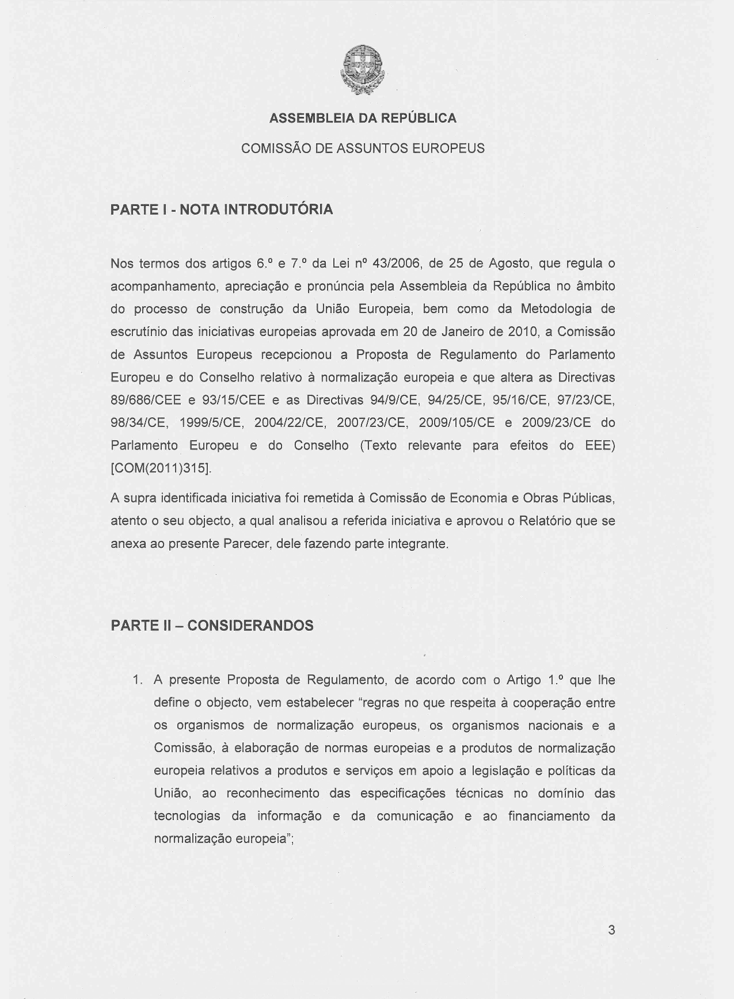 ASSEMBLEIA DA REPÚBLICA
COMISSÃO DE ASSUNTOS EUROPEUS
PARTE I - NOTA INTRODUTÓRIA
Nos termos dos artigos 6.º e 7.º da Lei nº 43/2006, de 25 de Agosto, que regula o
acompanhamento, apreciação e pronúncia pela Assembleia da República no âmbito
do processo de construção da União Europeia, bem como da Metodologia de
escrutínio das iniciativas europeias aprovada em 20 de Janeiro de 2010, a Comissão
de Assuntos Europeus recepcionou a Proposta de Regulamento do Parlamento
Europeu e do Conselho relativo à normalização europeia e que altera as Directivas
89/686/CEE e 93/15/CEE e as Directivas 94/9/CE, 94/25/CE, 95/16/CE, 97/23/CE,
98/34/CE, 1999/5/CE, 2004/22/CE, 2007/23/CE, 2009/105/CE e 2009/23/CE do
Parlamento Europeu e do Conselho (Texto relevante para efeitos do EEE)
[COM(2011)315].
A supra identificada iniciativa foi remetida à Comissão de Economia e Obras Públicas,
atento o seu objecto, a qual analisou a referida iniciativa e aprovou o Relatório que se
anexa ao presente Parecer, dele fazendo parte integrante.
PARTE II – CONSIDERANDOS
1. A presente Proposta de Regulamento, de acordo com o Artigo 1.º que lhe
define o objecto, vem estabelecer “regras no que respeita à cooperação entre
os organismos de normalização europeus, os organismos nacionais e a
Comissão, à elaboração de normas europeias e a produtos de normalização
europeia relativos a produtos e serviços em apoio a legislação e políticas da
União, ao reconhecimento das especificações técnicas no domínio das
tecnologias da informação e da comunicação e ao financiamento da
normalização europeia”;
3